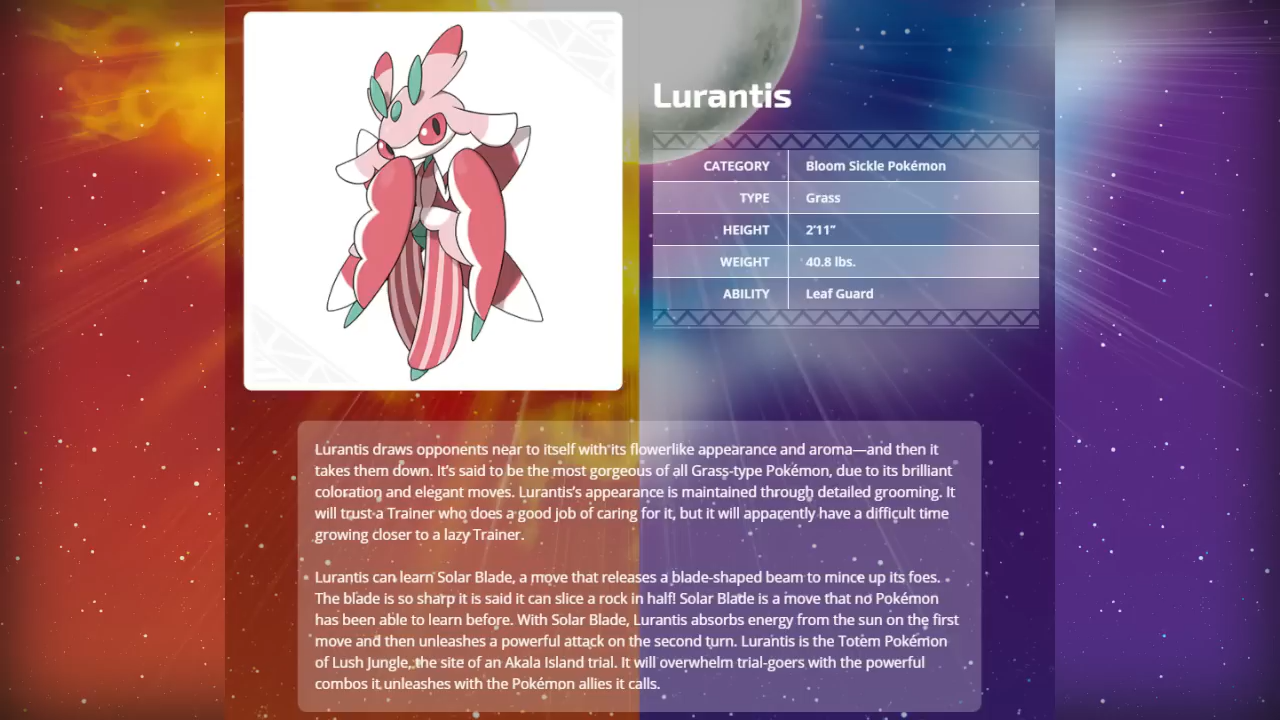 Lurantis
CATEGORY Bloom Sickle Pokémon
TYPE Grass
HEIGHT 2'11"
WEIGHT 40.8 lbs.
ABILITY Leaf Guard
Lurantis draws opponents near to itself with its flowerlike appearance and aroma—and then it
takes them down. It's said to be the most gorgeous of all Grass-type Pokémon, due to its brilliant
coloration and elegant moves. Lurantis's appearance is maintained through detailed grooming. It
will trust a Trainer who does a good job of caring for it, but it will apparently have a difficult time
growing closer to a lazy Trainer.
Lurantis can learn Solar Blade, a move that releases a blade-shaped beam to mince up its foes.
The blade is so sharp it is said it can slice a rock in half! Solar Blade is a move that no Pokémon
has been able to learn before. With Solar Blade, Lurantis absorbs energy from the sun on the first
move and then unleashes a powerful attack on the second turn. Lurantis is the Totem Pokémon
of Lush Jungle, the site of an Akala Island trial. It will overwhelm trial-goers with the powerful
combos it unleashes with the Pokémon allies it calls.